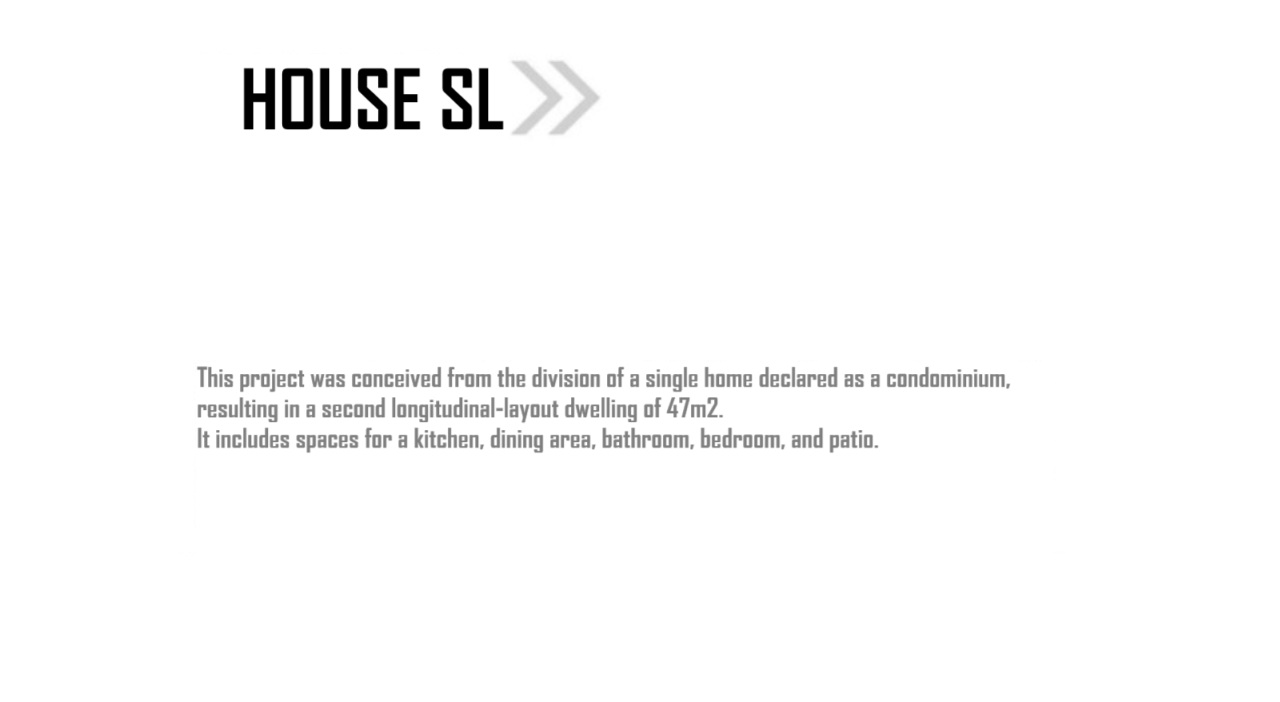 HOUSE SL
This project was conceived from the division of a single home declared as a condominium,
resulting in a second longitudinal-layout dwelling of 47m2.
It includes spaces for a kitchen, dining area, bathroom, bedroom, and patio.